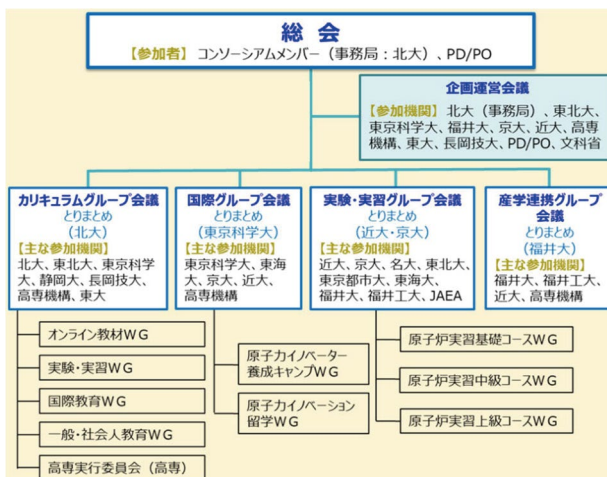 総 会
【参加者】 コンソーシアムメンバー（事務局：北大）、PD/PO
企画運営会議
【参加機関】 北大（事務局）、東北大、
東京科学大、福井大、京大、近大、高専
機構、東大、長岡技大、PD/PO、文科省
カリキュラムグループ会議
とりまとめ
（北大）
【主な参加機関】
北大、東北大、東京科学
大、静岡大、長岡技大、
高専機構、東大
オンライン教材WG
実験・実習WG
国際教育WG
一般・社会人教育WG
高専実行委員会（高専）
国際グループ会議
とりまとめ
（東京科学大）
【主な参加機関】
東京科学大、東海
大、京大、近大、
高専機構
原子力イノベーター
養成キャンプWG
原子力イノベーション
留学WG
実験・実習グループ会議
とりまとめ
（近大・京大）
【主な参加機関】
近大、京大、名大、東北大、
東京都市大、東海大、
福井大、福井工大、JAEA
原子炉実習基礎コースWG
原子炉実習中級コースWG
原子炉実習上級コースWG
産学連携グループ
会議
とりまとめ
（福井大）
【主な参加機関】
福井大、福井工大、
近大、高専機構